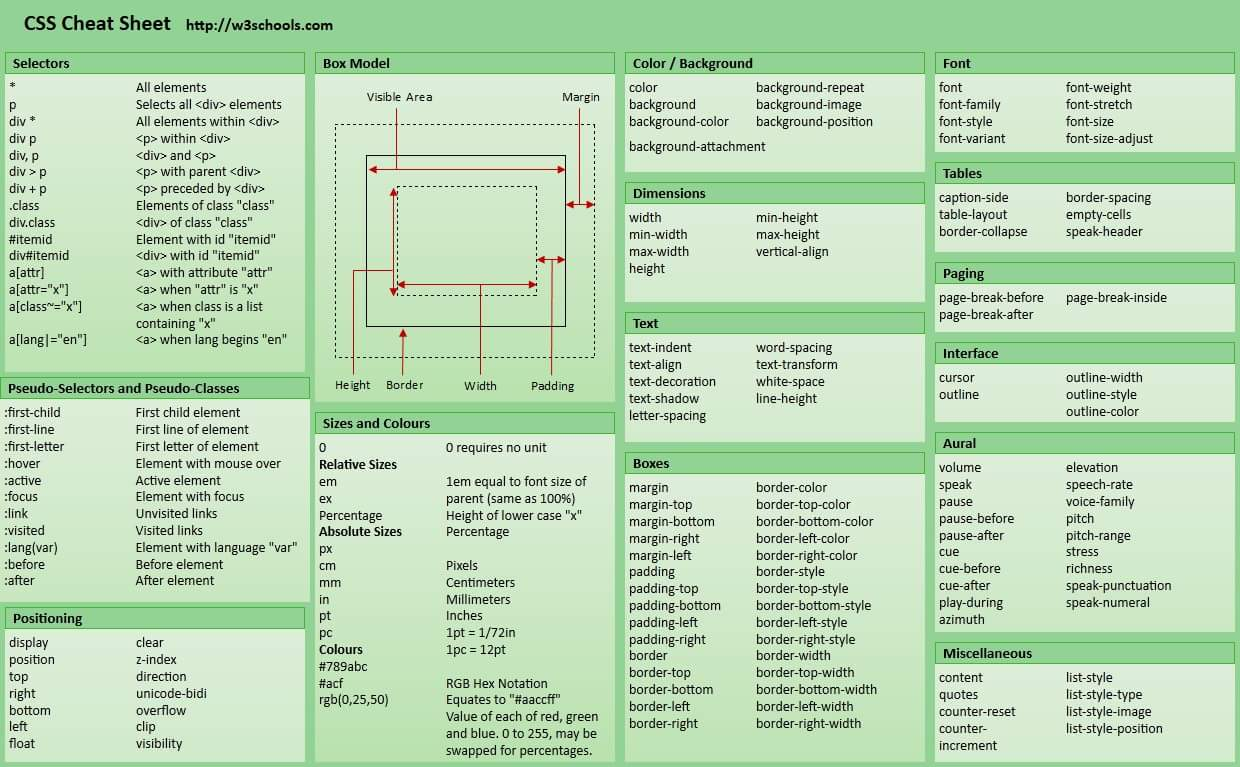 CSS Cheat Sheet http://w3schools.com
Selectors
* All elements
p Selects all <div> elements
div * All elements within <div>
div p <p> within <div>
div, p <div> and <p>
div > p <p> with parent <div>
div + p <p> preceded by <div>
.class Elements of class "class"
div.class <div> of class "class"
#itemid Element with id "itemid"
div#itemid <div> with id "itemid"
a[attr] <a> with attribute "attr"
a[attr="x"] <a> when "attr" is "x"
a[class~="x"] <a> when class is a list
containing "x"
a[lang|="en"] <a> when lang begins "en"
Pseudo-Selectors and Pseudo-Classes
:first-child First child element
:first-line First line of element
:first-letter First letter of element
:hover Element with mouse over
:active Active element
:focus Element with focus
:link Unvisited links
:visited Visited links
:lang(var) Element with language "var"
:before Before element
:after After element
Positioning
display clear
position z-index
top direction
right unicode-bidi
bottom overflow
left clip
float visibility
Box Model
Visible Area Margin
Height Border Width Padding
Sizes and Colours
0 0 requires no unit
Relative Sizes
em 1em equal to font size of
ex parent (same as 100%)
Percentage Height of lower case "x"
Absolute Sizes Percentage
px
cm Pixels
mm Centimeters
in Millimeters
pt Inches
pc 1pt = 1/72in
Colours 1pc = 12pt
#789abc
#acf RGB Hex Notation
rgb(0,25,50) Equates to "#aaccff"
Value of each of red, green
and blue. 0 to 255, may be
swapped for percentages.
Color / Background
color background-repeat
background background-image
background-color background-position
background-attachment
Dimensions
width min-height
min-width max-height
max-width vertical-align
height
Text
text-indent word-spacing
text-align text-transform
text-decoration white-space
text-shadow line-height
letter-spacing
Boxes
margin border-color
margin-top border-top-color
margin-bottom border-bottom-color
margin-right border-left-color
margin-left border-right-color
padding border-style
padding-top border-top-style
padding-bottom border-bottom-style
padding-left border-left-style
padding-right border-right-style
border border-width
border-top border-top-width
border-bottom border-bottom-width
border-left border-left-width
border-right border-right-width
Font
font font-weight
font-family font-stretch
font-style font-size
font-variant font-size-adjust
Tables
caption-side border-spacing
table-layout empty-cells
border-collapse speak-header
Paging
page-break-before page-break-inside
page-break-after
Interface
cursor outline-width
outline outline-style
outline-color
Aural
volume elevation
speak speech-rate
pause voice-family
pause-before pitch
pause-after pitch-range
cue stress
cue-before richness
cue-after speak-punctuation
play-during speak-numeral
azimuth
Miscellaneous
content list-style
quotes list-style-type
counter-reset list-style-image
counter- list-style-position
increment